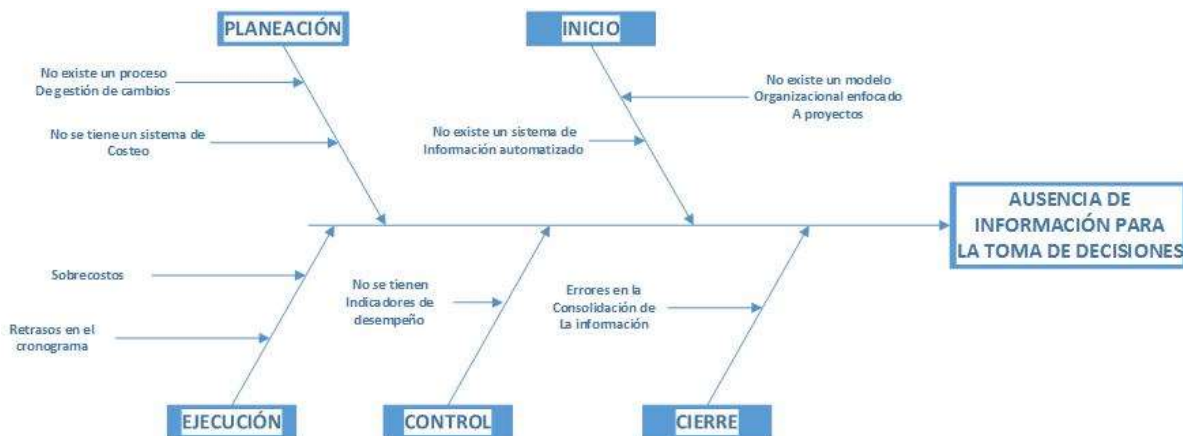 PLANEACIÓN
INICIO
No existe un proceso
De gestión de cambios
No se tiene un sistema de
Costeo
No existe un modelo
Organizacional enfocado
A proyectos
No existe un sistema de
Información automatizado
AUSENCIA DE
INFORMACIÓN PARA
LA TOMA DE DECISIONES
Sobrecostos
Retrasos en el
cronograma
No se tienen
Indicadores de
desempeño
Errores en la
Consolidación de
La información
EJECUCIÓN
CONTROL
CIERRE